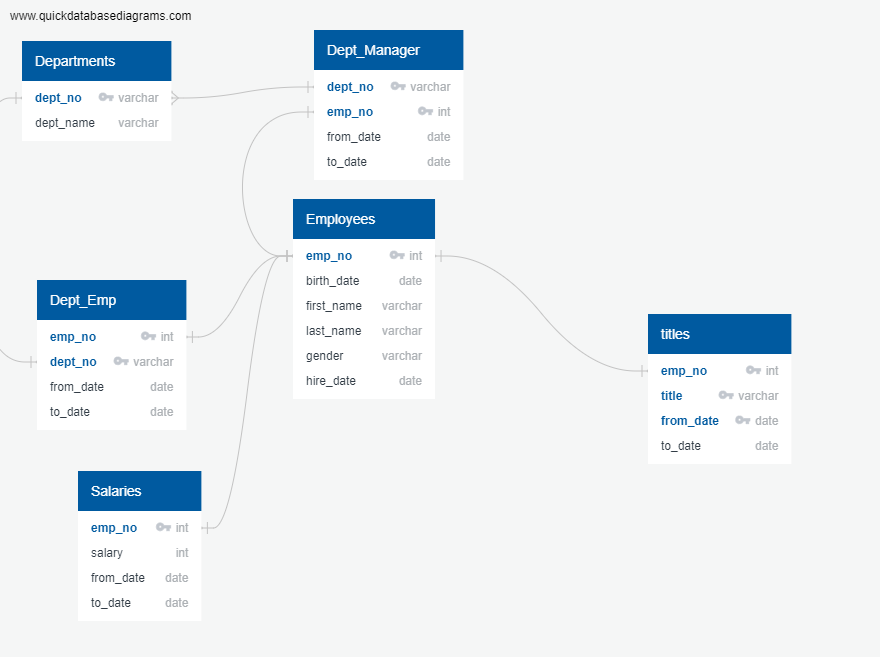 www.quickdatabasediagrams.com
Departments
dept_no varchar
dept_name varchar
Dept_Manager
dept_no varchar
emp_no int
from_date date
to_date date
Employees
emp_no int
birth_date date
first_name varchar
last_name varchar
gender varchar
hire_date date
Dept_Emp
emp_no int
dept_no varchar
from_date date
to_date date
titles
emp_no int
title varchar
from_date date
to_date date
Salaries
emp_no int
salary int
from_date date
to_date date